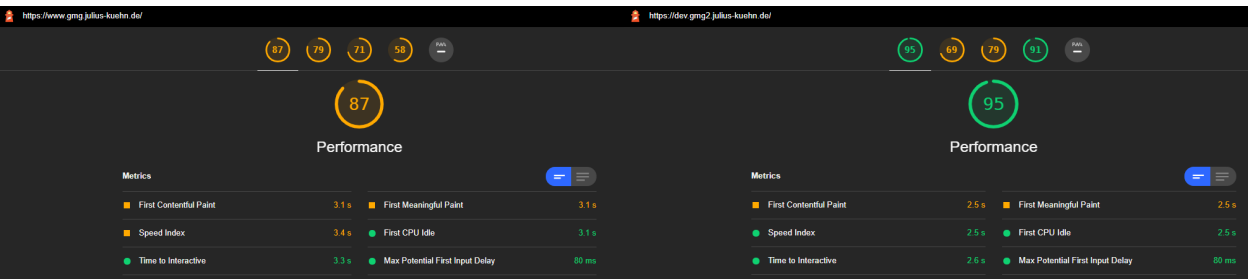 https://www.gmg.julius-kuehn.de/
87 79 71 58 PWA
87
Performance
Metrics
First Contentful Paint 3.1 s First Meaningful Paint 3.1 s
Speed Index 3.4 s First CPU Idle 3.1 s
Time to Interactive 3.3 s Max Potential First Input Delay 80 ms
https://dev.gmg2.julius-kuehn.de/
95 69 79 91 PWA
95
Performance
Metrics
First Contentful Paint 2.5 s First Meaningful Paint 2.5 s
Speed Index 2.5 s First CPU Idle 2.5 s
Time to Interactive 2.6 s Max Potential First Input Delay 80 ms